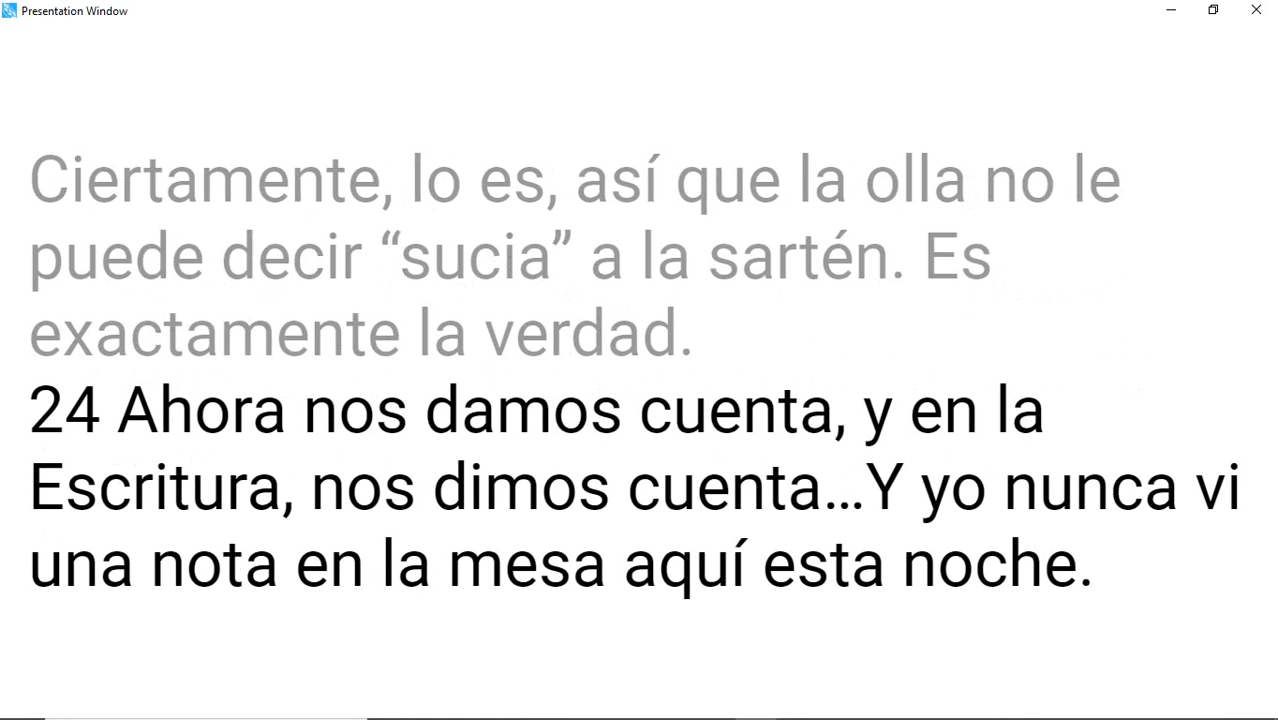 Presentation Window
Ciertamente, lo es, así que la olla no le
puede decir “sucia” a la sartén. Es
exactamente la verdad.
24 Ahora nos damos cuenta, y en la
Escritura, nos dimos cuenta…Y yo nunca vi
una nota en la mesa aquí esta noche.